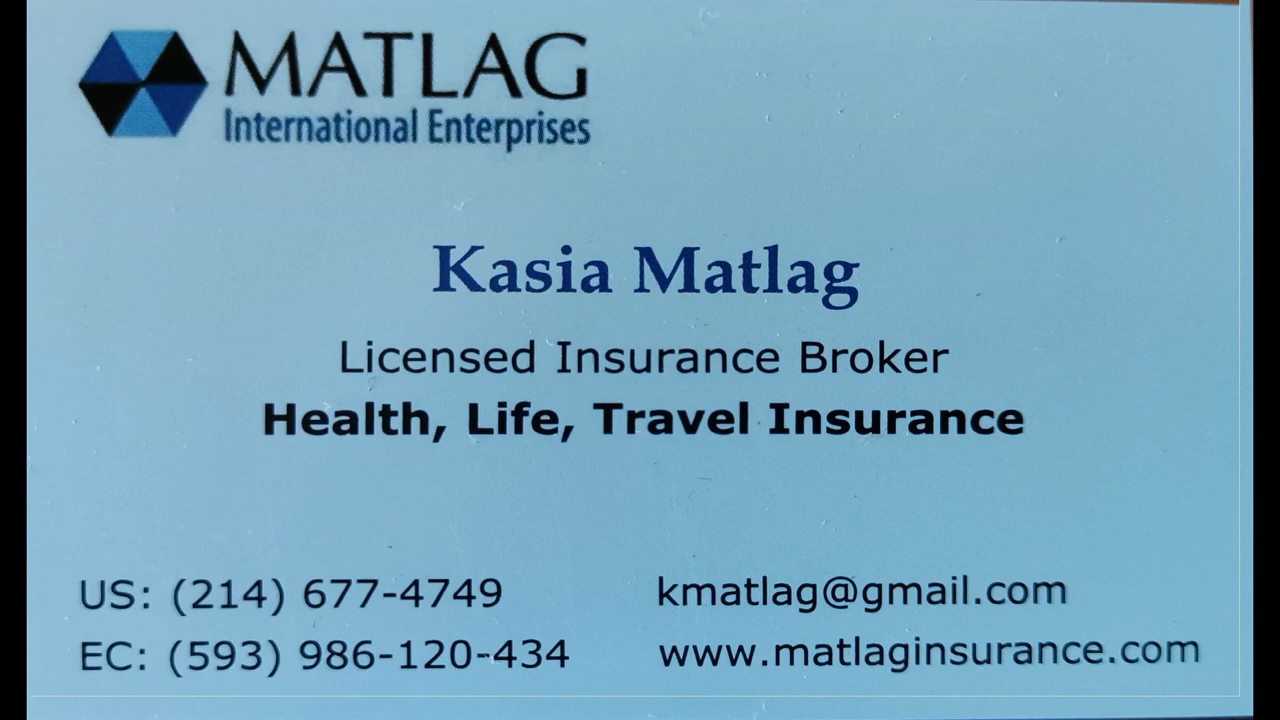 MATLAG
International Enterprises
Kasia Matlag
Licensed Insurance Broker
Health, Life, Travel Insurance
US: (214) 677-4749
EC: (593) 986-120-434
kmatlag@gmail.com
www.matlaginsurance.com